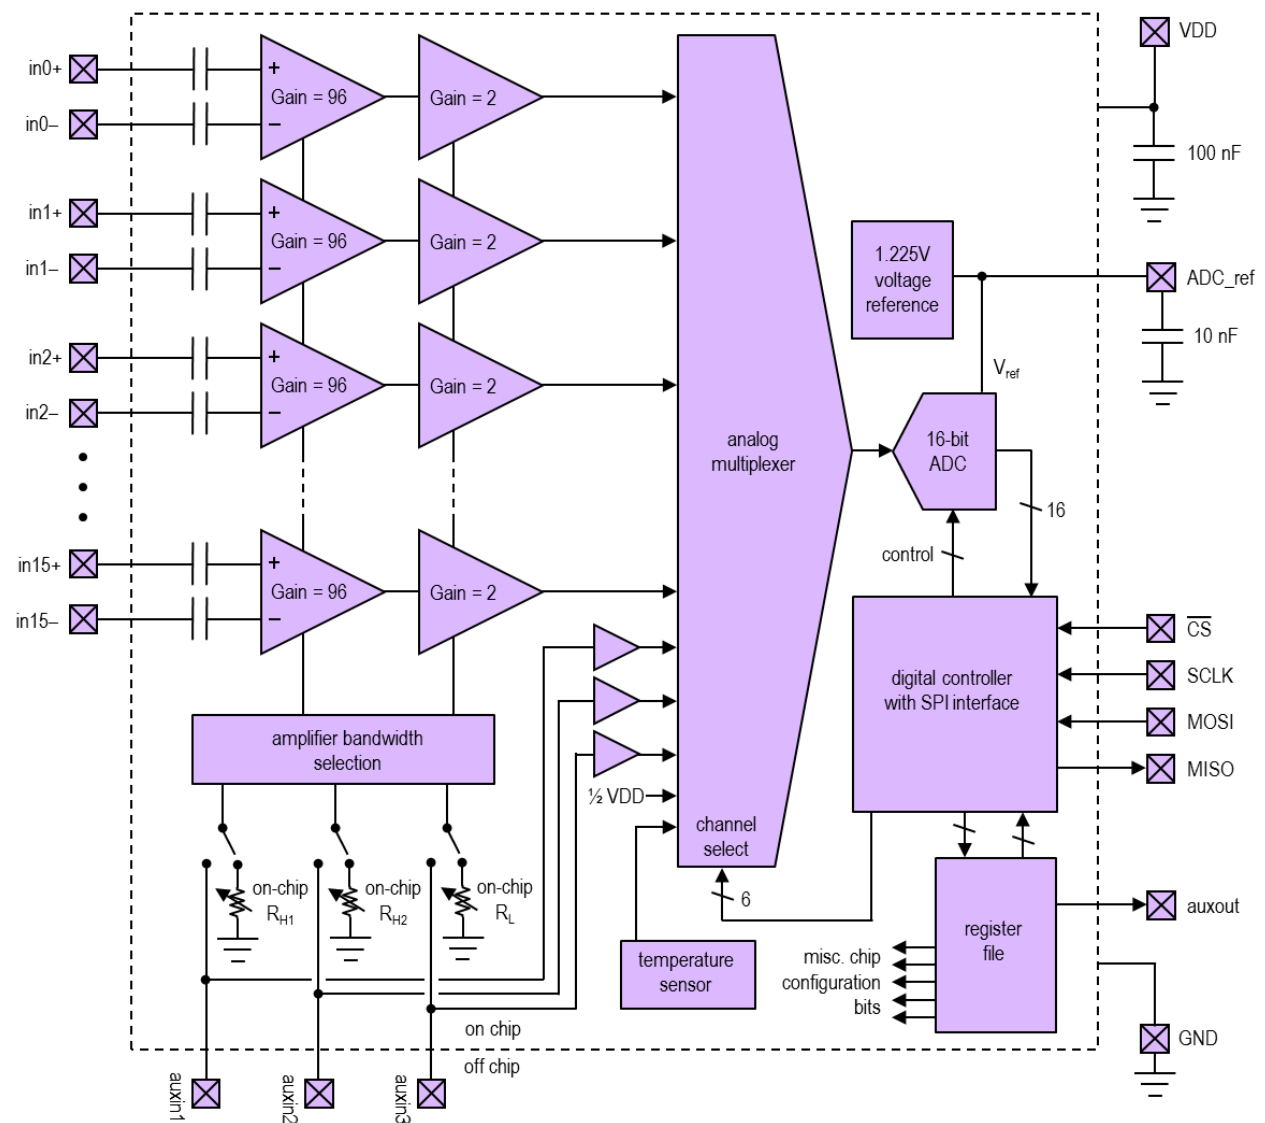 VDD
in0+
+
Gain = 96
Gain = 2
in0–
–
100 nF
in1+
+
Gain = 96
Gain = 2
in1–
–
1.225V
voltage
reference
ADC_ref
10 nF
in2+
+
Gain = 96
Gain = 2
in2–
–
Vref
analog
multiplexer
16-bit
ADC
16
control
in15+
+
Gain = 96
Gain = 2
in15–
–
CS
SCLK
MOSI
MISO
digital controller
with SPI interface
amplifier bandwidth
selection
½ VDD
channel
select
6
on-chip
RH1
on-chip
RH2
on-chip
RL
auxout
register
file
temperature
sensor
misc. chip
configuration
bits
on chip
off chip
GND
auxin1
auxin2
auxin3